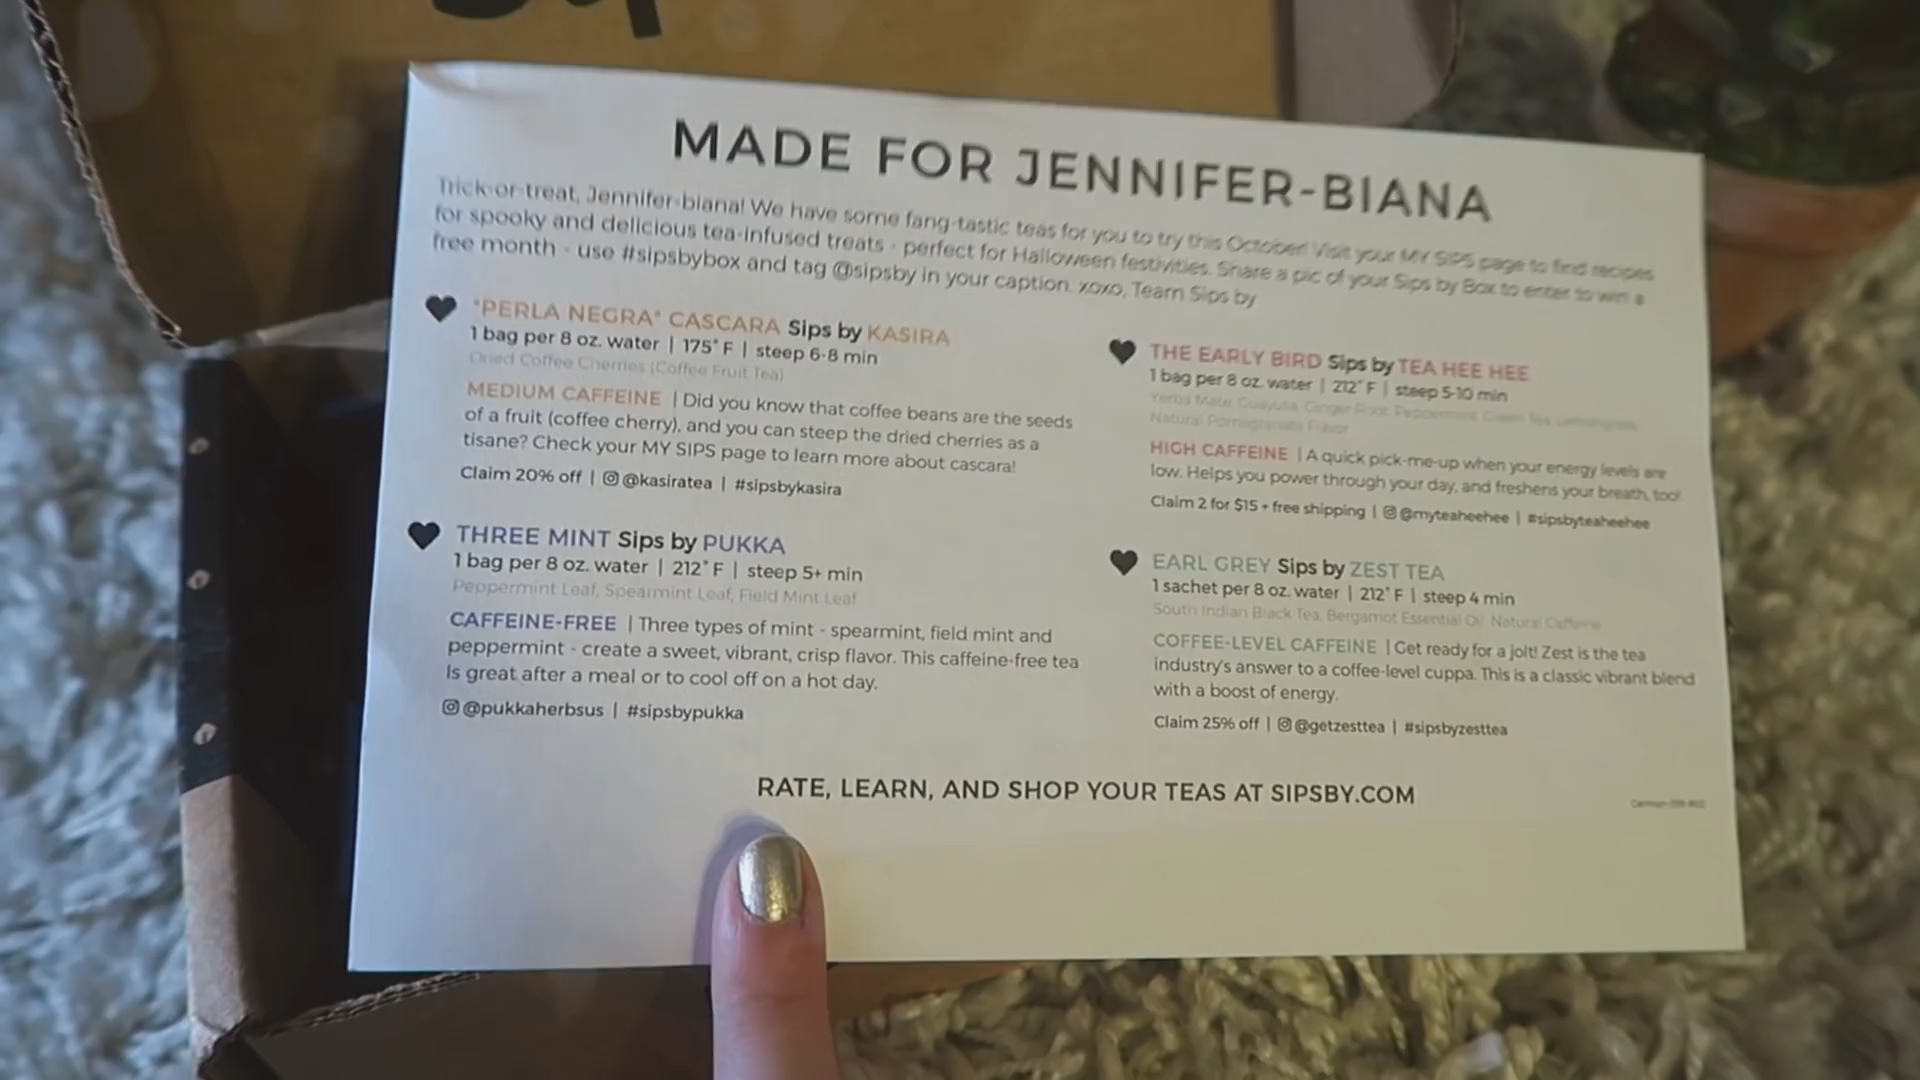 MADE FOR JENNIFER-BIANA
Trick-or-treat, Jennifer-biana! We have some fang-tastic teas for you to try this October! Visit your MY SIPS page to find recipes
for spooky and delicious tea-infused treats - perfect for Halloween festivities. Share a pic of your Sips by Box to enter to win a
free month - use #sipsbybox and tag @sipsby in your caption. xoxo, Team Sips by
"PERLA NEGRA" CASCARA Sips by KASIRA
1 bag per 8 oz. water | 175° F | steep 6-8 min
Dried Coffee Cherries (Coffee Fruit Tea)
MEDIUM CAFFEINE | Did you know that coffee beans are the seeds
of a fruit (coffee cherry), and you can steep the dried cherries as a
tisane? Check your MY SIPS page to learn more about cascara!
Claim 20% off | @kasiratea | #sipsbykasira
THREE MINT Sips by PUKKA
1 bag per 8 oz. water | 212° F | steep 5+ min
Peppermint Leaf, Spearmint Leaf, Field Mint Leaf
CAFFEINE-FREE | Three types of mint - spearmint, field mint and
peppermint - create a sweet, vibrant, crisp flavor. This caffeine-free tea
is great after a meal or to cool off on a hot day.
@pukkaherbsus | #sipsbypukka
THE EARLY BIRD Sips by TEA HEE HEE
1 bag per 8 oz. water | 212° F | steep 5-10 min
Yerba Mate, Guayusa, Ginger Root, Peppermint, Green Tea, Lemongrass,
Natural Pomegranate Flavor
HIGH CAFFEINE | A quick pick-me-up when your energy levels are
low. Helps you power through your day, and freshens your breath, too!
Claim 2 for $15 + free shipping | @myteaheehee | #sipsbyteaheehee
EARL GREY Sips by ZEST TEA
1 sachet per 8 oz. water | 212° F | steep 4 min
South Indian Black Tea, Bergamot Essential Oil, Natural Caffeine
COFFEE-LEVEL CAFFEINE | Get ready for a jolt! Zest is the tea
industry's answer to a coffee-level cuppa. This is a classic vibrant blend
with a boost of energy.
Claim 25% off | @getzesttea | #sipsbyzesttea
RATE, LEARN, AND SHOP YOUR TEAS AT SIPSBY.COM